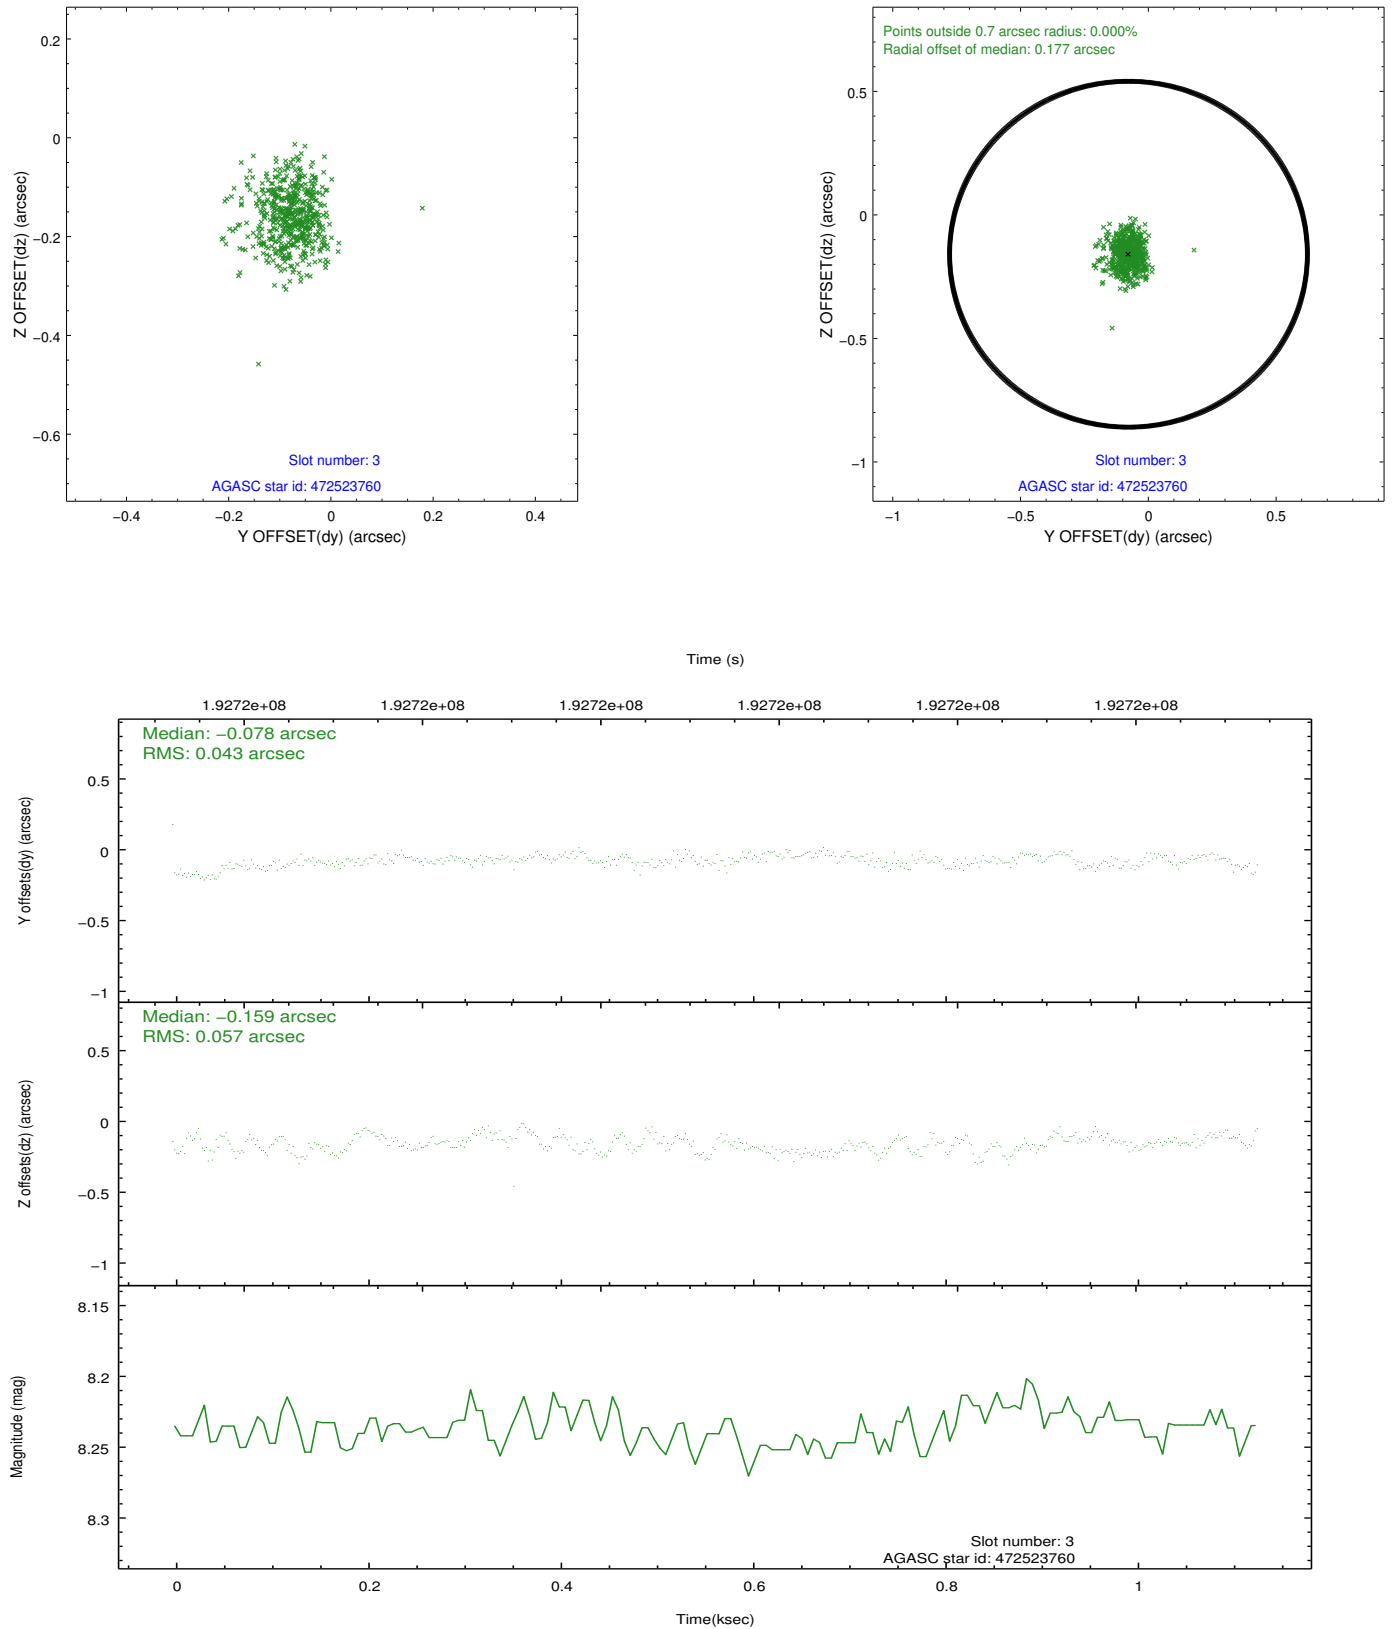 0.2
0
−0.2
−0.4
−0.6
Z OFFSET(dz) (arcsec)
Slot number: 3
AGASC star id: 472523760
−0.4 −0.2 0 0.2 0.4
Y OFFSET(dy) (arcsec)
Points outside 0.7 arcsec radius: 0.000%
Radial offset of median: 0.177 arcsec
0.5
0
−0.5
−1
Z OFFSET(dz) (arcsec)
Slot number: 3
AGASC star id: 472523760
−1 −0.5 0 0.5
Y OFFSET(dy) (arcsec)
Time (s)
1.9272e+08 1.9272e+08 1.9272e+08 1.9272e+08 1.9272e+08 1.9272e+08
Median: −0.078 arcsec
RMS: 0.043 arcsec
0.5
0
−0.5
−1
Y offsets(dy) (arcsec)
Median: −0.159 arcsec
RMS: 0.057 arcsec
0.5
0
−0.5
−1
Z offsets(dz) (arcsec)
8.15
8.2
8.25
8.3
Magnitude (mag)
Slot number: 3
AGASC star id: 472523760
0 0.2 0.4 0.6 0.8 1
Time(ksec)